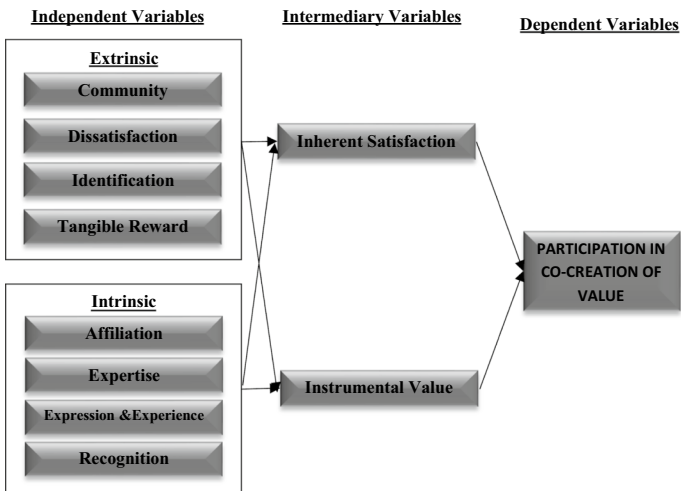 Independent Variables
Intermediary Variables
Dependent Variables
Extrinsic
Community
Dissatisfaction
Identification
Tangible Reward
Intrinsic
Affiliation
Expertise
Expression &Experience
Recognition
Inherent Satisfaction
Instrumental Value
PARTICIPATION IN
CO-CREATION OF
VALUE